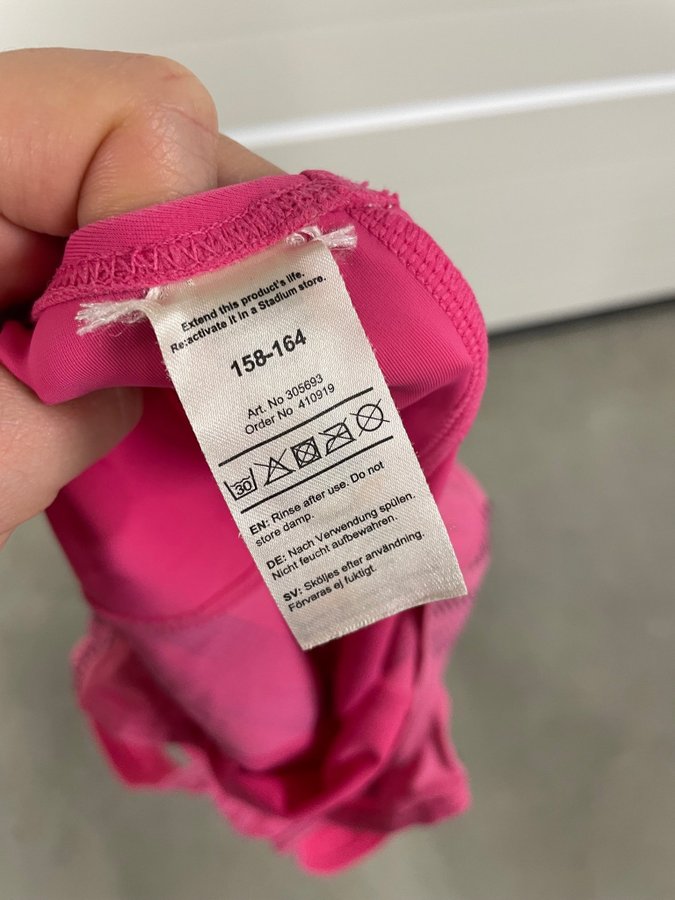 Extend this product's life.
Re:activate it in a Stadium store.
158-164
Art. No 305693
Order No 410919
30
EN: Rinse after use. Do not
store damp.
DE: Nach Verwendung spülen.
Nicht feucht aufbewahren.
SV: Sköljes efter användning.
Förvaras ej fuktigt.